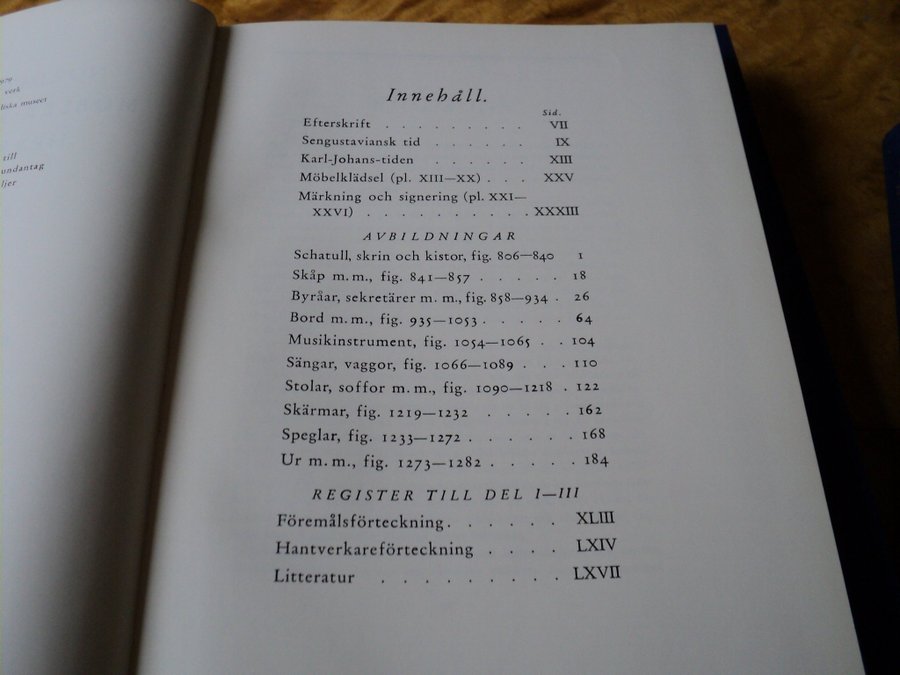 1979
verk
diska museet
till
undantag
ljer
Innehåll.
Sid.
Efterskrift . . . . . . . . . VII
Sengustaviansk tid . . . . . . IX
Karl-Johans-tiden . . . . . . XIII
Möbelklädsel (pl. XIII—XX) . . . XXV
Märkning och signering (pl. XXI—
XXVI) . . . . . . . . . . XXXIII
AVBILDNINGAR
Schatull, skrin och kistor, fig. 806—840 1
Skåp m. m., fig. 841—857 . . . . . 18
Byråar, sekretärer m. m., fig. 858—934 . 26
Bord m. m., fig. 935—1053 . . . . . 64
Musikinstrument, fig. 1054—1065 . . 104
Sängar, vaggor, fig. 1066—1089 . . . 110
Stolar, soffor m. m., fig. 1090—1218 . 122
Skärmar, fig. 1219—1232 . . . . . 162
Speglar, fig. 1233—1272 . . . . . . 168
Ur m. m., fig. 1273—1282 . . . . . 184
REGISTER TILL DEL I—III
Föremålsförteckning . . . . . . XLIII
Hantverkareförteckning . . . . LXIV
Litteratur . . . . . . . . . LXVII